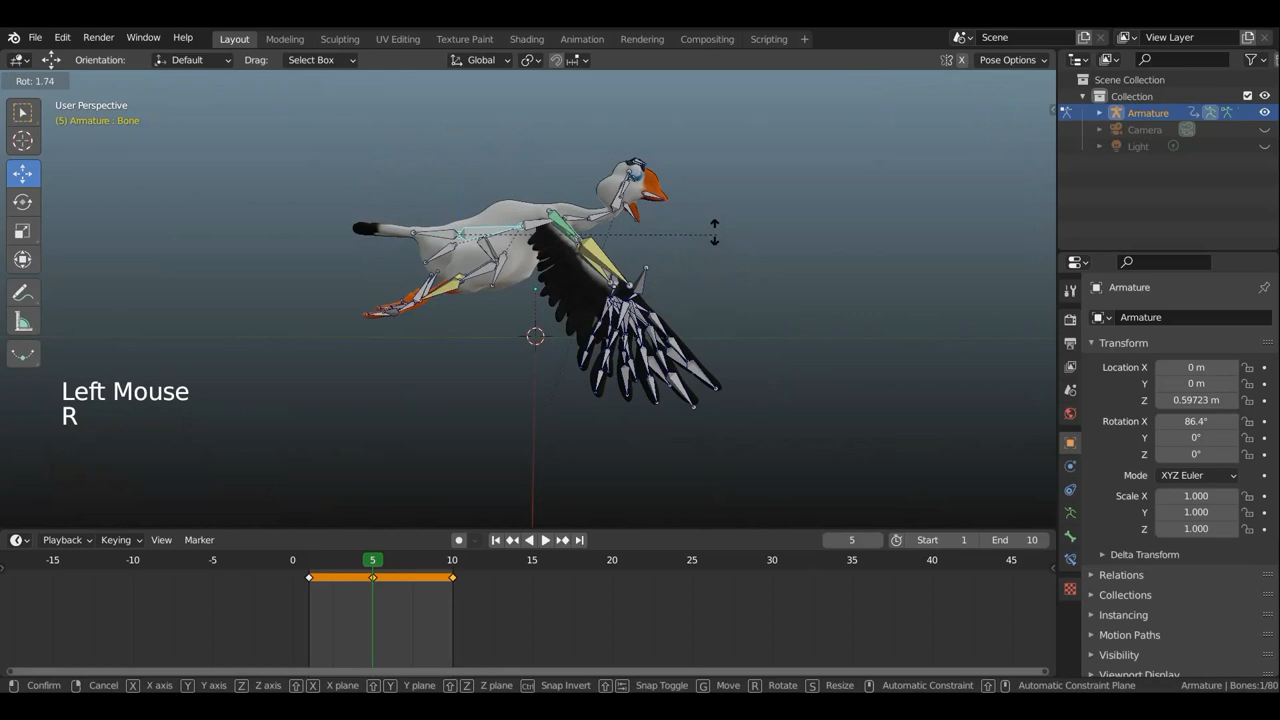 File Edit Render Window Help Layout Modeling Sculpting UV Editing Texture Paint Shading Animation Rendering Compositing Scripting + Scene View Layer
Orientation: Default Drag: Select Box Global X Pose Options
Rot: 1.74
User Perspective
(5) Armature : Bone
Scene Collection
Collection
Armature
Camera
Light
Armature
Armature
Transform
Location X 0 m
Y 0 m
Z 0.59723 m
Rotation X 86.4°
Y 0°
Z 0°
Mode XYZ Euler
Scale X 1.000
Y 1.000
Z 1.000
Delta Transform
Relations
Collections
Instancing
Motion Paths
Visibility
Viewport Display
Left Mouse
R
Playback Keying View Marker 5 Start 1 End 10
-15 -10 -5 0 5 10 15 20 25 30 35 40 45
Confirm Cancel X X axis Y Y axis Z Z axis X X plane Y Y plane Z Z plane Ctrl Snap Invert Snap Toggle G Move R Rotate S Resize Automatic Constraint Automatic Constraint Plane Armature | Bones:1/80